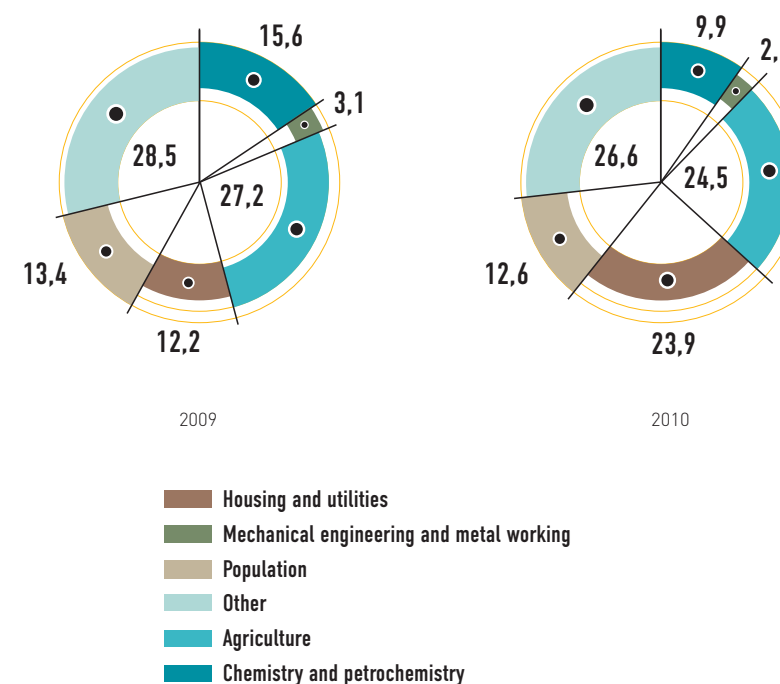 15,6
3,1
28,5
27,2
13,4
12,2
2009
9,9
2,
26,6
24,5
12,6
23,9
2010
Housing and utilities
Mechanical engineering and metal working
Population
Other
Agriculture
Chemistry and petrochemistry